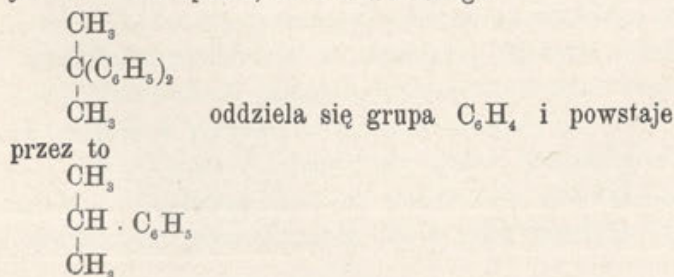 CH₃
C(C₆H₅)₂
CH₃ oddziela się grupa C₆H₄ i powstaje
przez to
CH₃
CH . C₆H₅
CH₃